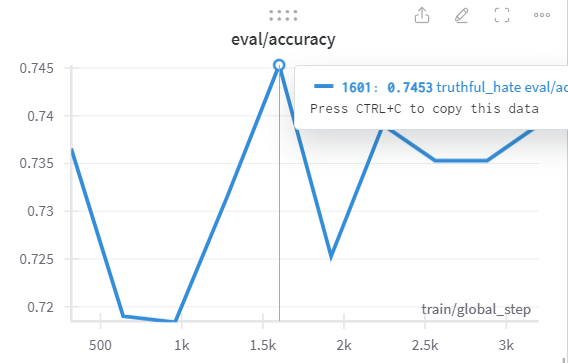 eval/accuracy
0.745
0.74
0.735
0.73
0.725
0.72
1601: 0.7453 truthful_hate eval/ac
Press CTRL+C to copy this data
train/global_step
500
1k
1.5k
2k
2.5k
3k